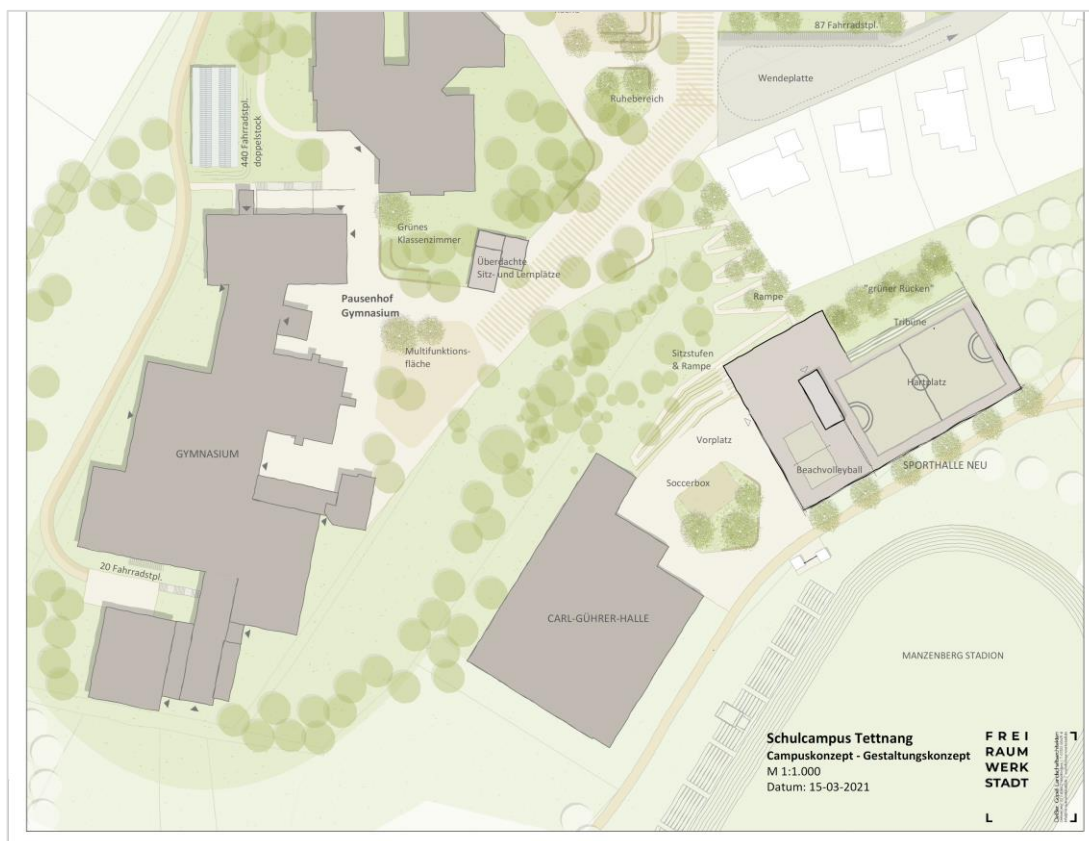 87 Fahrradstpl.
Wendeplatte
Ruhebereich
440 Fahrradstpl.
doppelstock
Grünes
Klassenzimmer
Überdachte
Sitz- und Lernplätze
Pausenhof
Gymnasium
Multifunktions-
fläche
"grüner Rücken"
Rampe
Tribüne
Sitzstufen
& Rampe
Hartplatz
Vorplatz
GYMNASIUM
Beachvolleyball
SPORTHALLE NEU
Soccerbox
20 Fahrradstpl.
CARL-GÜHRER-HALLE
MANZENBERG STADION
Schulcampus Tettnang
Campuskonzept - Gestaltungskonzept
M 1:1.000
Datum: 15-03-2021
FREI
RAUM
WERK
STADT
L